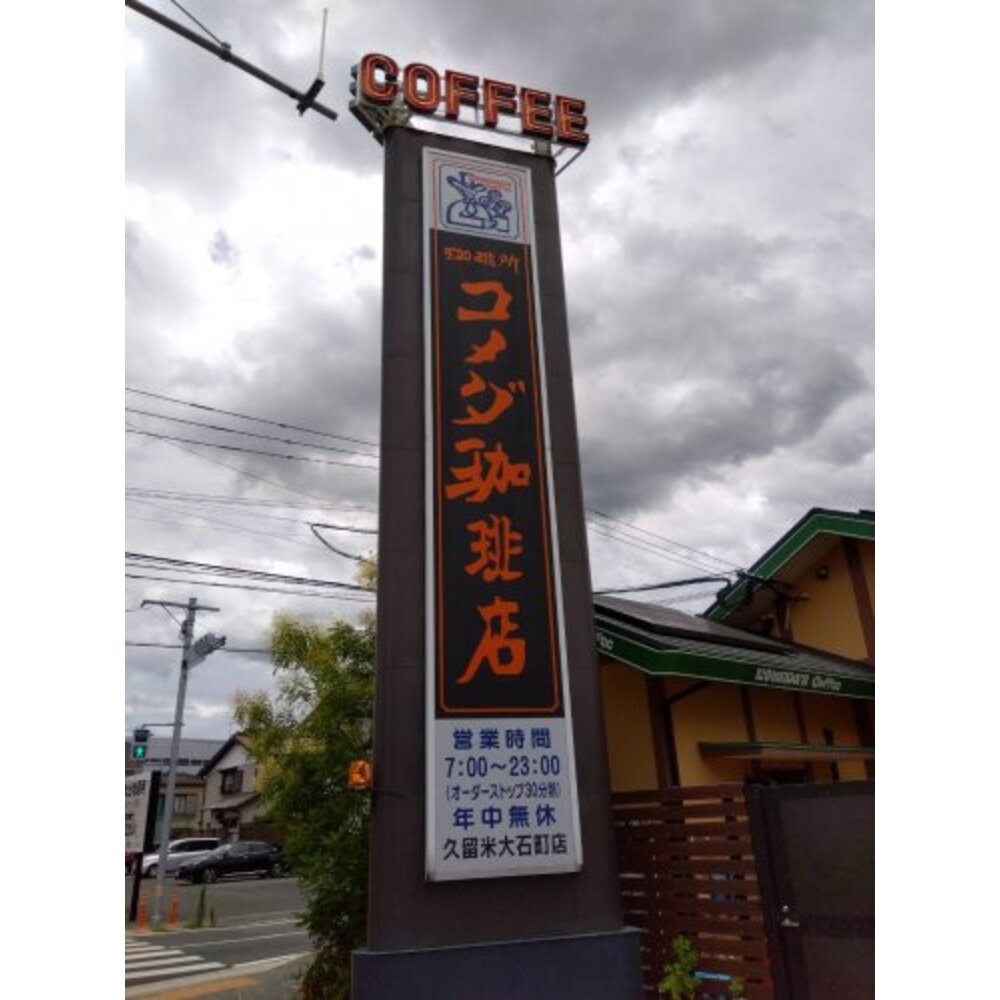 COFFEE
珈琲所
コメダ珈琲店
営業時間
7:00～23:00
(オーダーストップ30分前)
年中無休
久留米大石町店
KOMEDA'S Coffee